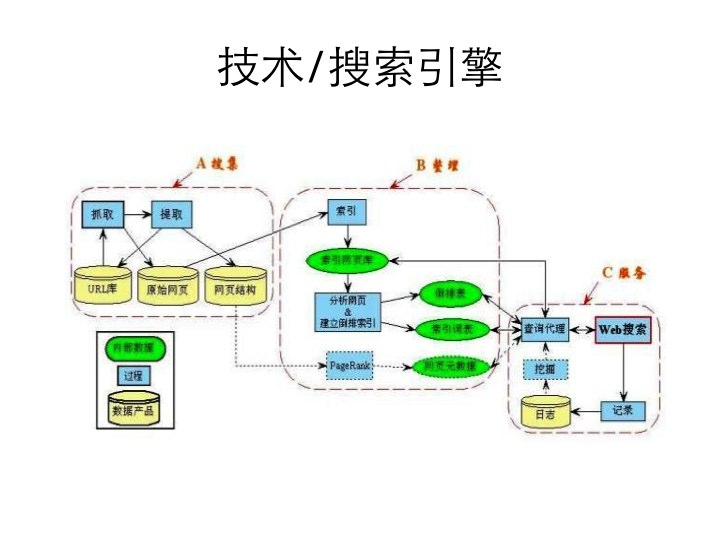 技术/搜索引擎
A 搜集
B 整理
抓取
提取
索引
索引网页库
URL库
原始网页
网页结构
C 服务
分析网页
&
建立倒排索引
倒排表
索引词表
查询代理
Web搜索
内部数据
过程
数据产品
PageRank
网页元数据
挖掘
日志
记录